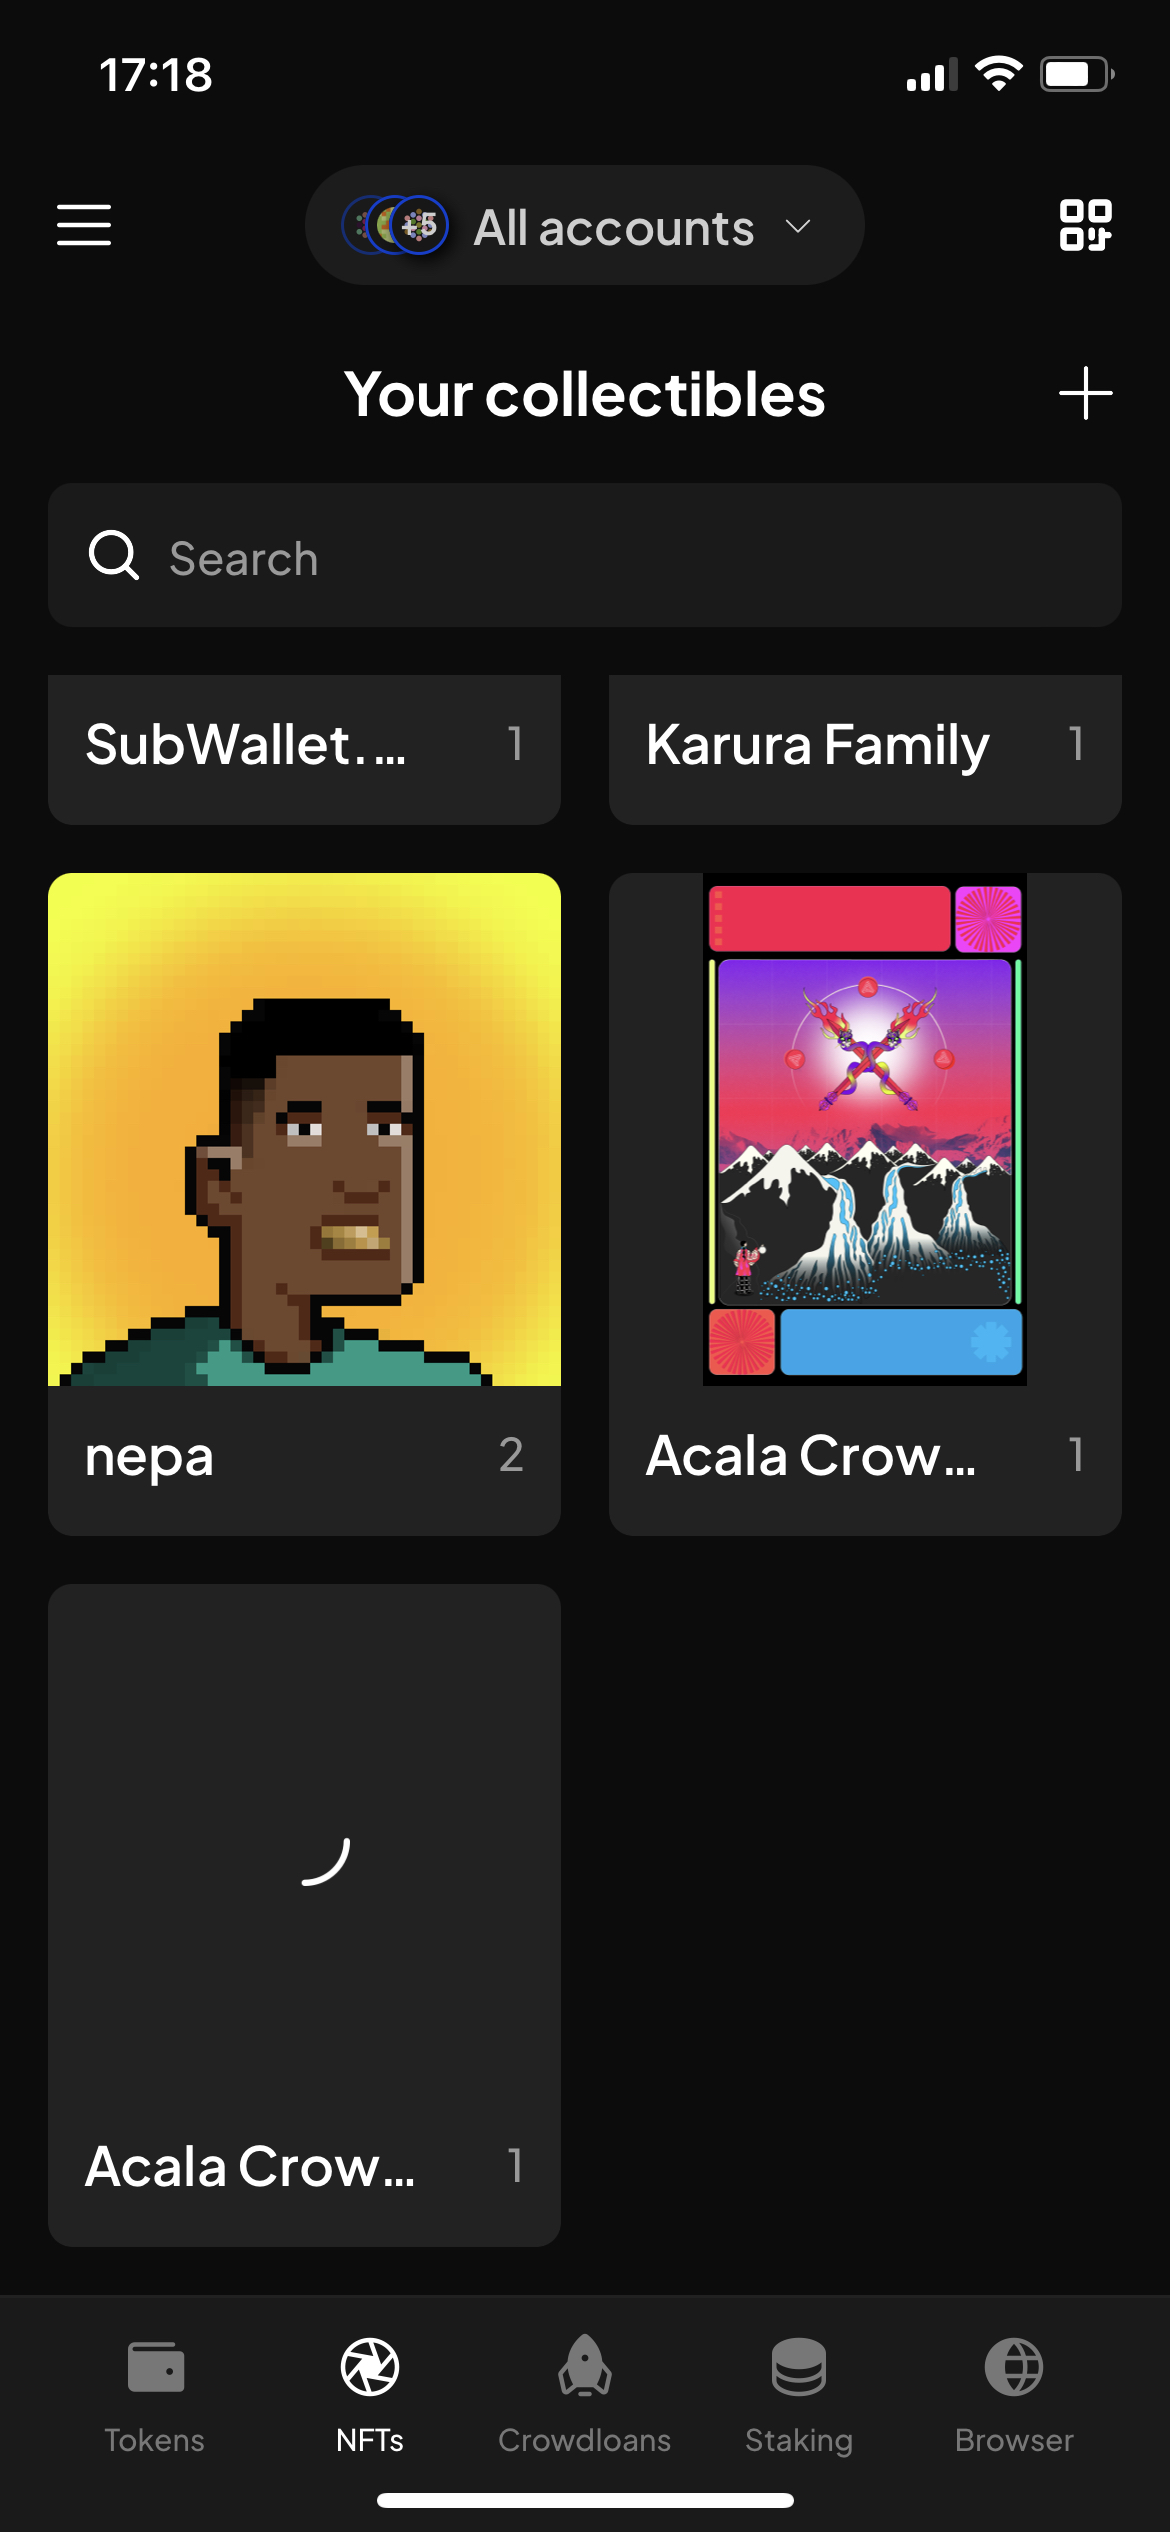 17:18
+5 All accounts
Your collectibles
Search
SubWallet.... 1
Karura Family 1
nepa 2
Acala Crow... 1
Acala Crow... 1
Tokens
NFTs
Crowdloans
Staking
Browser